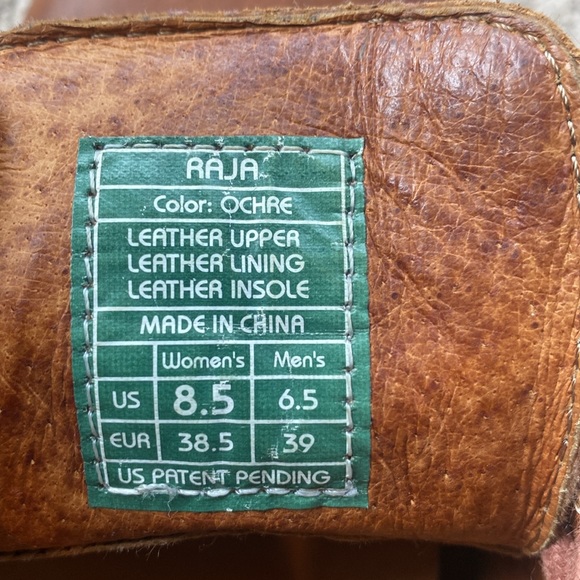 RAJA
Color: OCHRE
LEATHER UPPER
LEATHER LINING
LEATHER INSOLE
MADE IN CHINA
Women's Men's
US 8.5 6.5
EUR 38.5 39
US PATENT PENDING